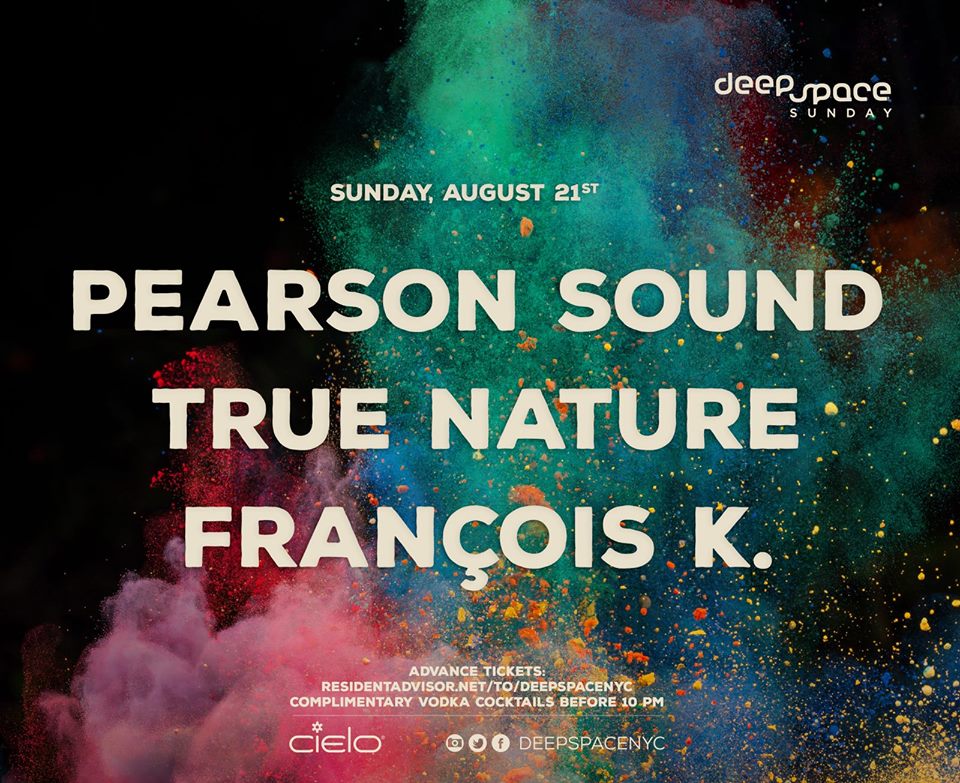 deepspace
SUNDAY
SUNDAY, AUGUST 21ST
PEARSON SOUND
TRUE NATURE
FRANÇOIS K.
ADVANCE TICKETS:
RESIDENTADVISOR.NET/TO/DEEPSPACENYC
COMPLIMENTARY VODKA COCKTAILS BEFORE 10 PM
cielo
DEEPSPACENYC